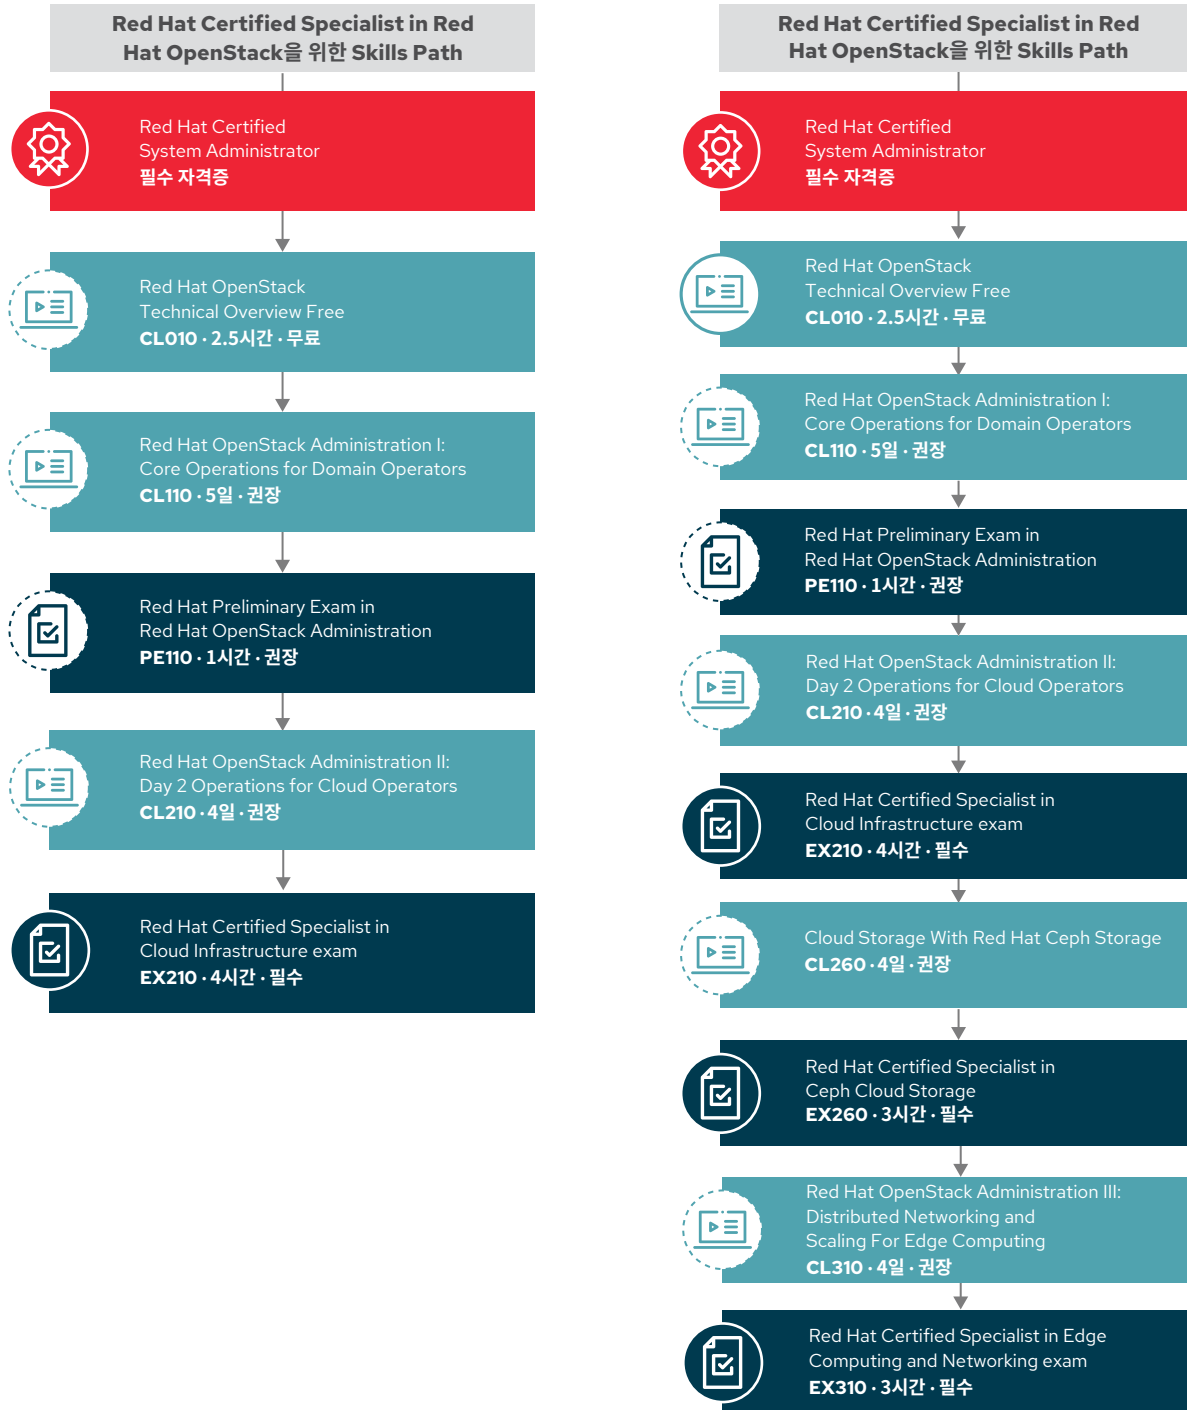 Red Hat Certified Specialist in Red
Hat OpenStack을 위한 Skills Path
Red Hat Certified
System Administrator
필수 자격증
Red Hat OpenStack
Technical Overview Free
CL010 · 2.5시간 · 무료
Red Hat OpenStack Administration I:
Core Operations for Domain Operators
CL110 · 5일 · 권장
Red Hat Preliminary Exam in
Red Hat OpenStack Administration
PE110 · 1시간 · 권장
Red Hat OpenStack Administration II:
Day 2 Operations for Cloud Operators
CL210 · 4일 · 권장
Red Hat Certified Specialist in
Cloud Infrastructure exam
EX210 · 4시간 · 필수
Red Hat Certified Specialist in Red
Hat OpenStack을 위한 Skills Path
Red Hat Certified
System Administrator
필수 자격증
Red Hat OpenStack
Technical Overview Free
CL010 · 2.5시간 · 무료
Red Hat OpenStack Administration I:
Core Operations for Domain Operators
CL110 · 5일 · 권장
Red Hat Preliminary Exam in
Red Hat OpenStack Administration
PE110 · 1시간 · 권장
Red Hat OpenStack Administration II:
Day 2 Operations for Cloud Operators
CL210 · 4일 · 권장
Red Hat Certified Specialist in
Cloud Infrastructure exam
EX210 · 4시간 · 필수
Cloud Storage With Red Hat Ceph Storage
CL260 · 4일 · 권장
Red Hat Certified Specialist in
Ceph Cloud Storage
EX260 · 3시간 · 필수
Red Hat OpenStack Administration III:
Distributed Networking and
Scaling For Edge Computing
CL310 · 4일 · 권장
Red Hat Certified Specialist in Edge
Computing and Networking exam
EX310 · 3시간 · 필수